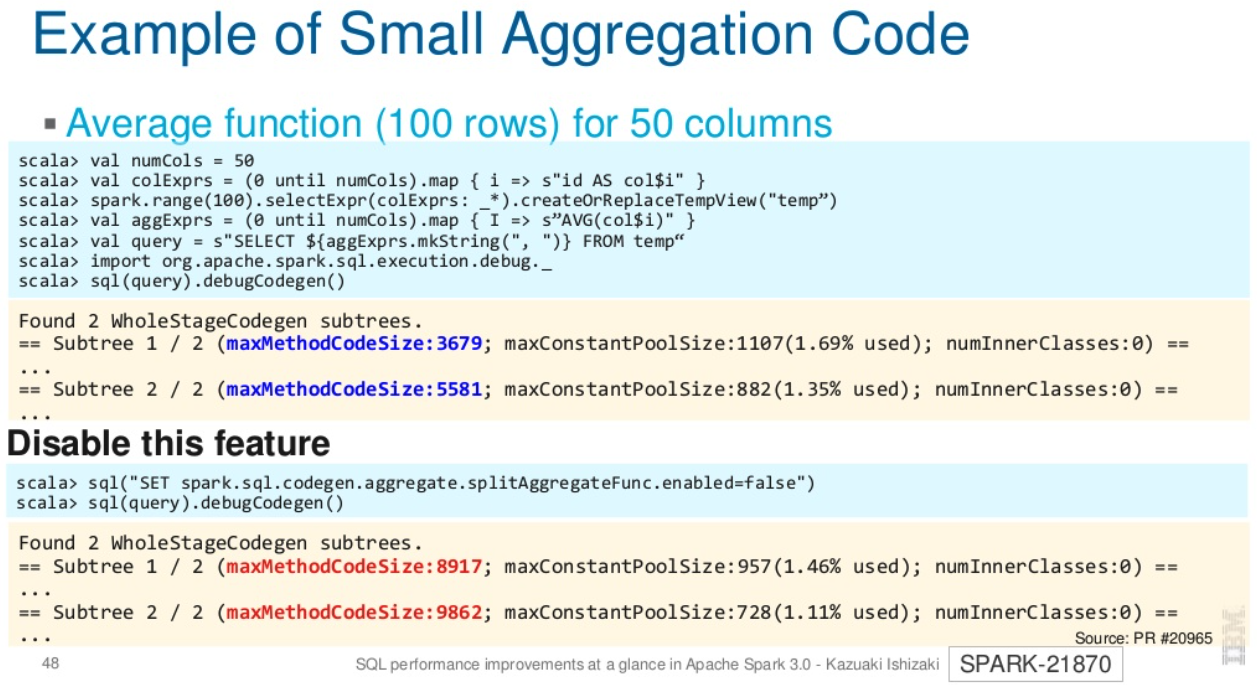 Example of Small Aggregation Code
▪ Average function (100 rows) for 50 columns
scala> val numCols = 50
scala> val colExprs = (0 until numCols).map { i => s"id AS col$i" }
scala> spark.range(100).selectExpr(colExprs: _*).createOrReplaceTempView("temp”)
scala> val aggExprs = (0 until numCols).map { I => s”AVG(col$i)" }
scala> val query = s"SELECT ${aggExprs.mkString(", ")} FROM temp“
scala> import org.apache.spark.sql.execution.debug._
scala> sql(query).debugCodegen()
Found 2 WholeStageCodegen subtrees.
== Subtree 1 / 2 (maxMethodCodeSize:3679; maxConstantPoolSize:1107(1.69% used); numInnerClasses:0) ==
...
== Subtree 2 / 2 (maxMethodCodeSize:5581; maxConstantPoolSize:882(1.35% used); numInnerClasses:0) ==
...
Disable this feature
scala> sql("SET spark.sql.codegen.aggregate.splitAggregateFunc.enabled=false")
scala> sql(query).debugCodegen()
Found 2 WholeStageCodegen subtrees.
== Subtree 1 / 2 (maxMethodCodeSize:8917; maxConstantPoolSize:957(1.46% used); numInnerClasses:0) ==
...
== Subtree 2 / 2 (maxMethodCodeSize:9862; maxConstantPoolSize:728(1.11% used); numInnerClasses:0) ==
...
Source: PR #20965
48
SQL performance improvements at a glance in Apache Spark 3.0 - Kazuaki Ishizaki
SPARK-21870
IBM